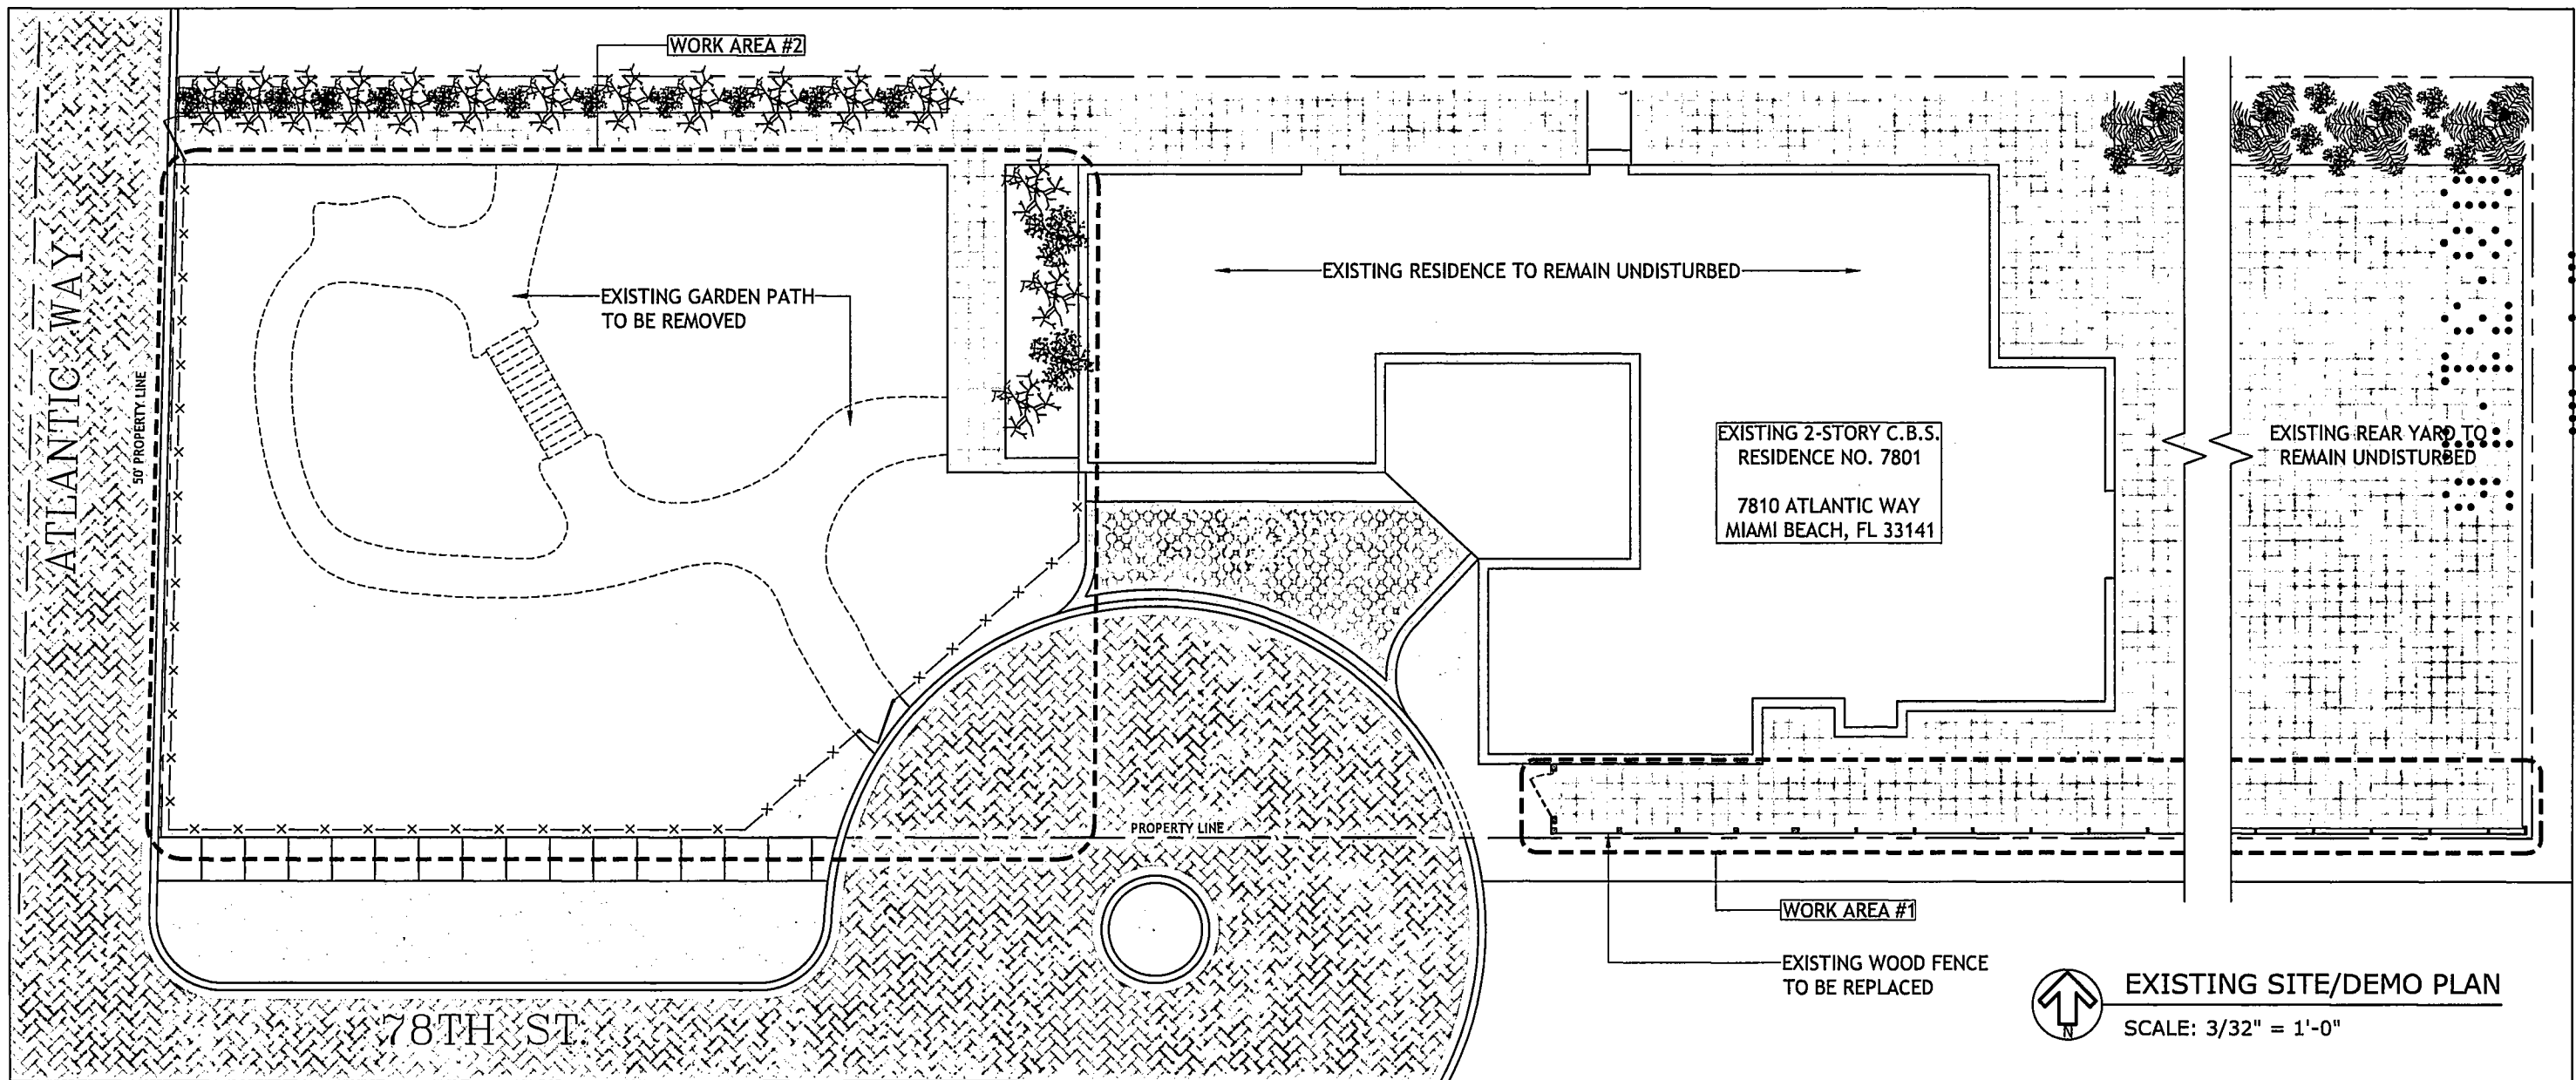 WORK AREA #2
ATLANTIC WAY
50' PROPERTY LINE
EXISTING GARDEN PATH
TO BE REMOVED
EXISTING RESIDENCE TO REMAIN UNDISTURBED
EXISTING 2-STORY C.B.S.
RESIDENCE NO. 7801
7810 ATLANTIC WAY
MIAMI BEACH, FL 33141
EXISTING REAR YARD TO
REMAIN UNDISTURBED
PROPERTY LINE
WORK AREA #1
EXISTING WOOD FENCE
TO BE REPLACED
78TH ST.
N
EXISTING SITE/DEMO PLAN
SCALE: 3/32" = 1'-0"